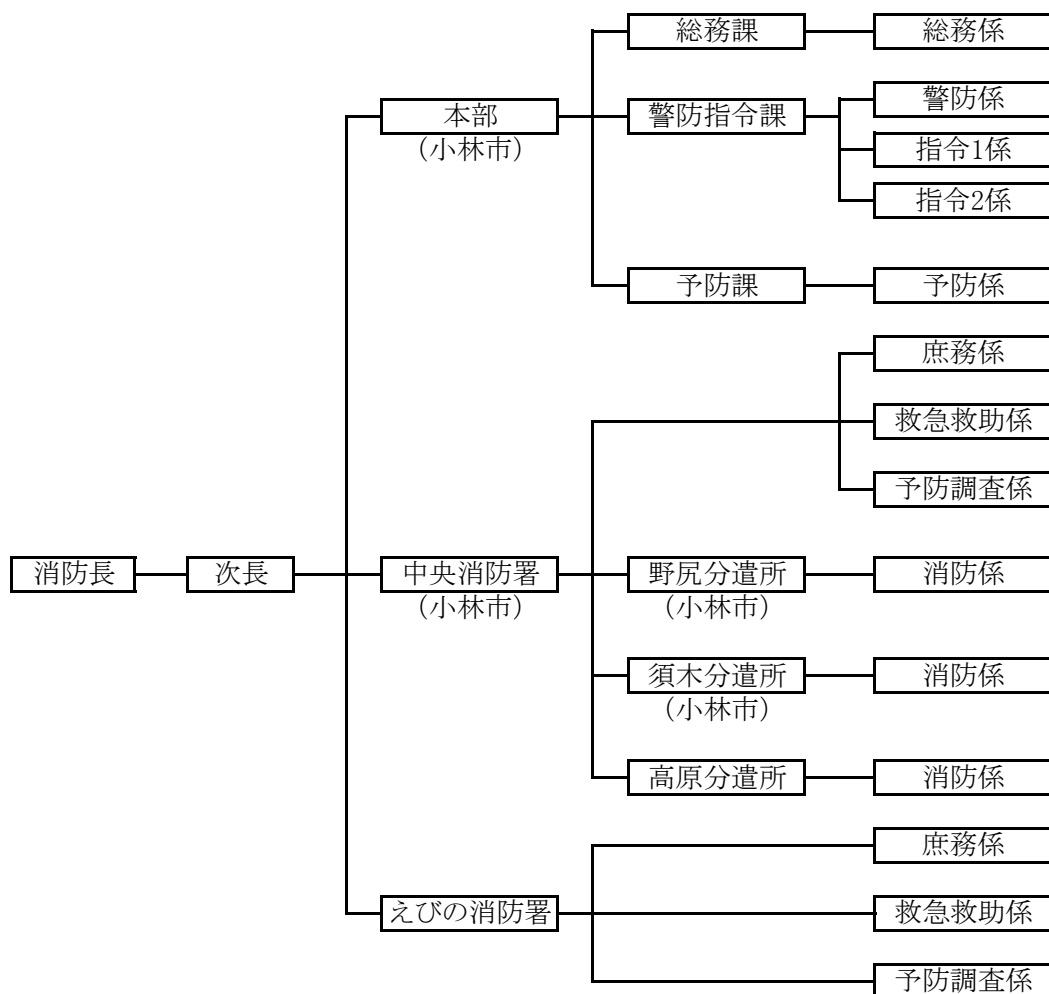 総務課 総務係
警防係
本部 警防指令課
(小林市) 指令1係
指令2係
予防課 予防係
庶務係
救急救助係
予防調査係
消防長 次長 中央消防署 野尻分遣所 消防係
(小林市) (小林市)
須木分遣所 消防係
(小林市)
高原分遣所 消防係
庶務係
えびの消防署 救急救助係
予防調査係